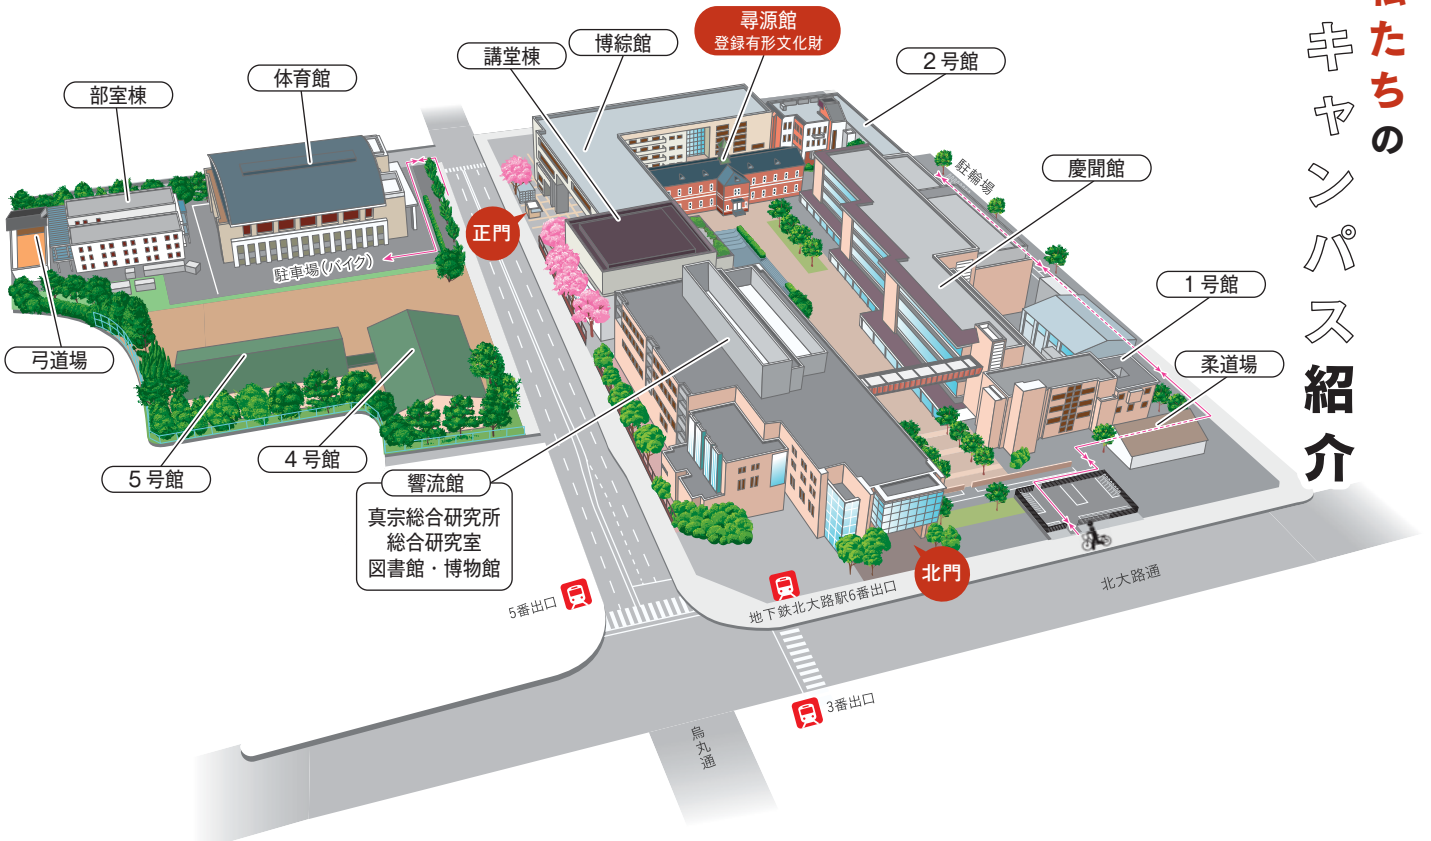 私たちの
キャンパス紹介
尋源館
登録有形文化財
博綜館
講堂棟
2号館
体育館
部室棟
慶聞館
駐輪場
正門
駐車場(バイク)
1号館
柔道場
弓道場
5号館
4号館
響流館
真宗総合研究所
総合研究室
図書館・博物館
北門
5番出口
地下鉄北大路駅6番出口
北大路通
3番出口
烏丸通